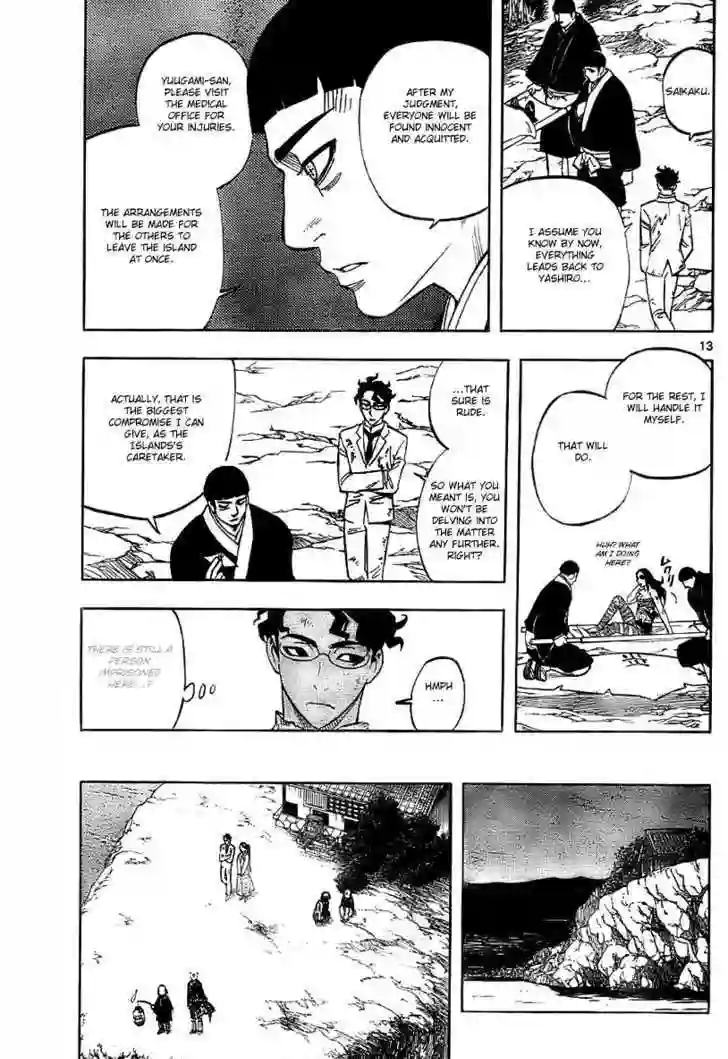 SAIKAKU.
I ASSUME YOU
KNOW BY NOW,
EVERYTHING
LEADS BACK TO
YASHIRO...
AFTER MY
JUDGMENT,
EVERYONE WILL BE
FOUND INNOCENT
AND ACQUITTED.
YUUGAMI-SAN,
PLEASE VISIT
THE MEDICAL
OFFICE FOR
YOUR INJURIES.
THE ARRANGEMENTS
WILL BE MADE FOR
THE OTHERS TO
LEAVE THE ISLAND
AT ONCE.
13
FOR THE REST, I
WILL HANDLE IT
MYSELF.
THAT WILL
DO.
HUH? WHAT
AM I DOING
HERE?
...THAT
SURE IS
RUDE.
SO WHAT YOU
MEANT IS, YOU
WON'T BE
DELVING INTO
THE MATTER
ANY FURTHER.
RIGHT?
ACTUALLY, THAT IS
THE BIGGEST
COMPROMISE I CAN
GIVE, AS THE
ISLANDS'S
CARETAKER.
HMPH
...
THERE IS STILL A
PERSON
IMPRISONED
HERE...?